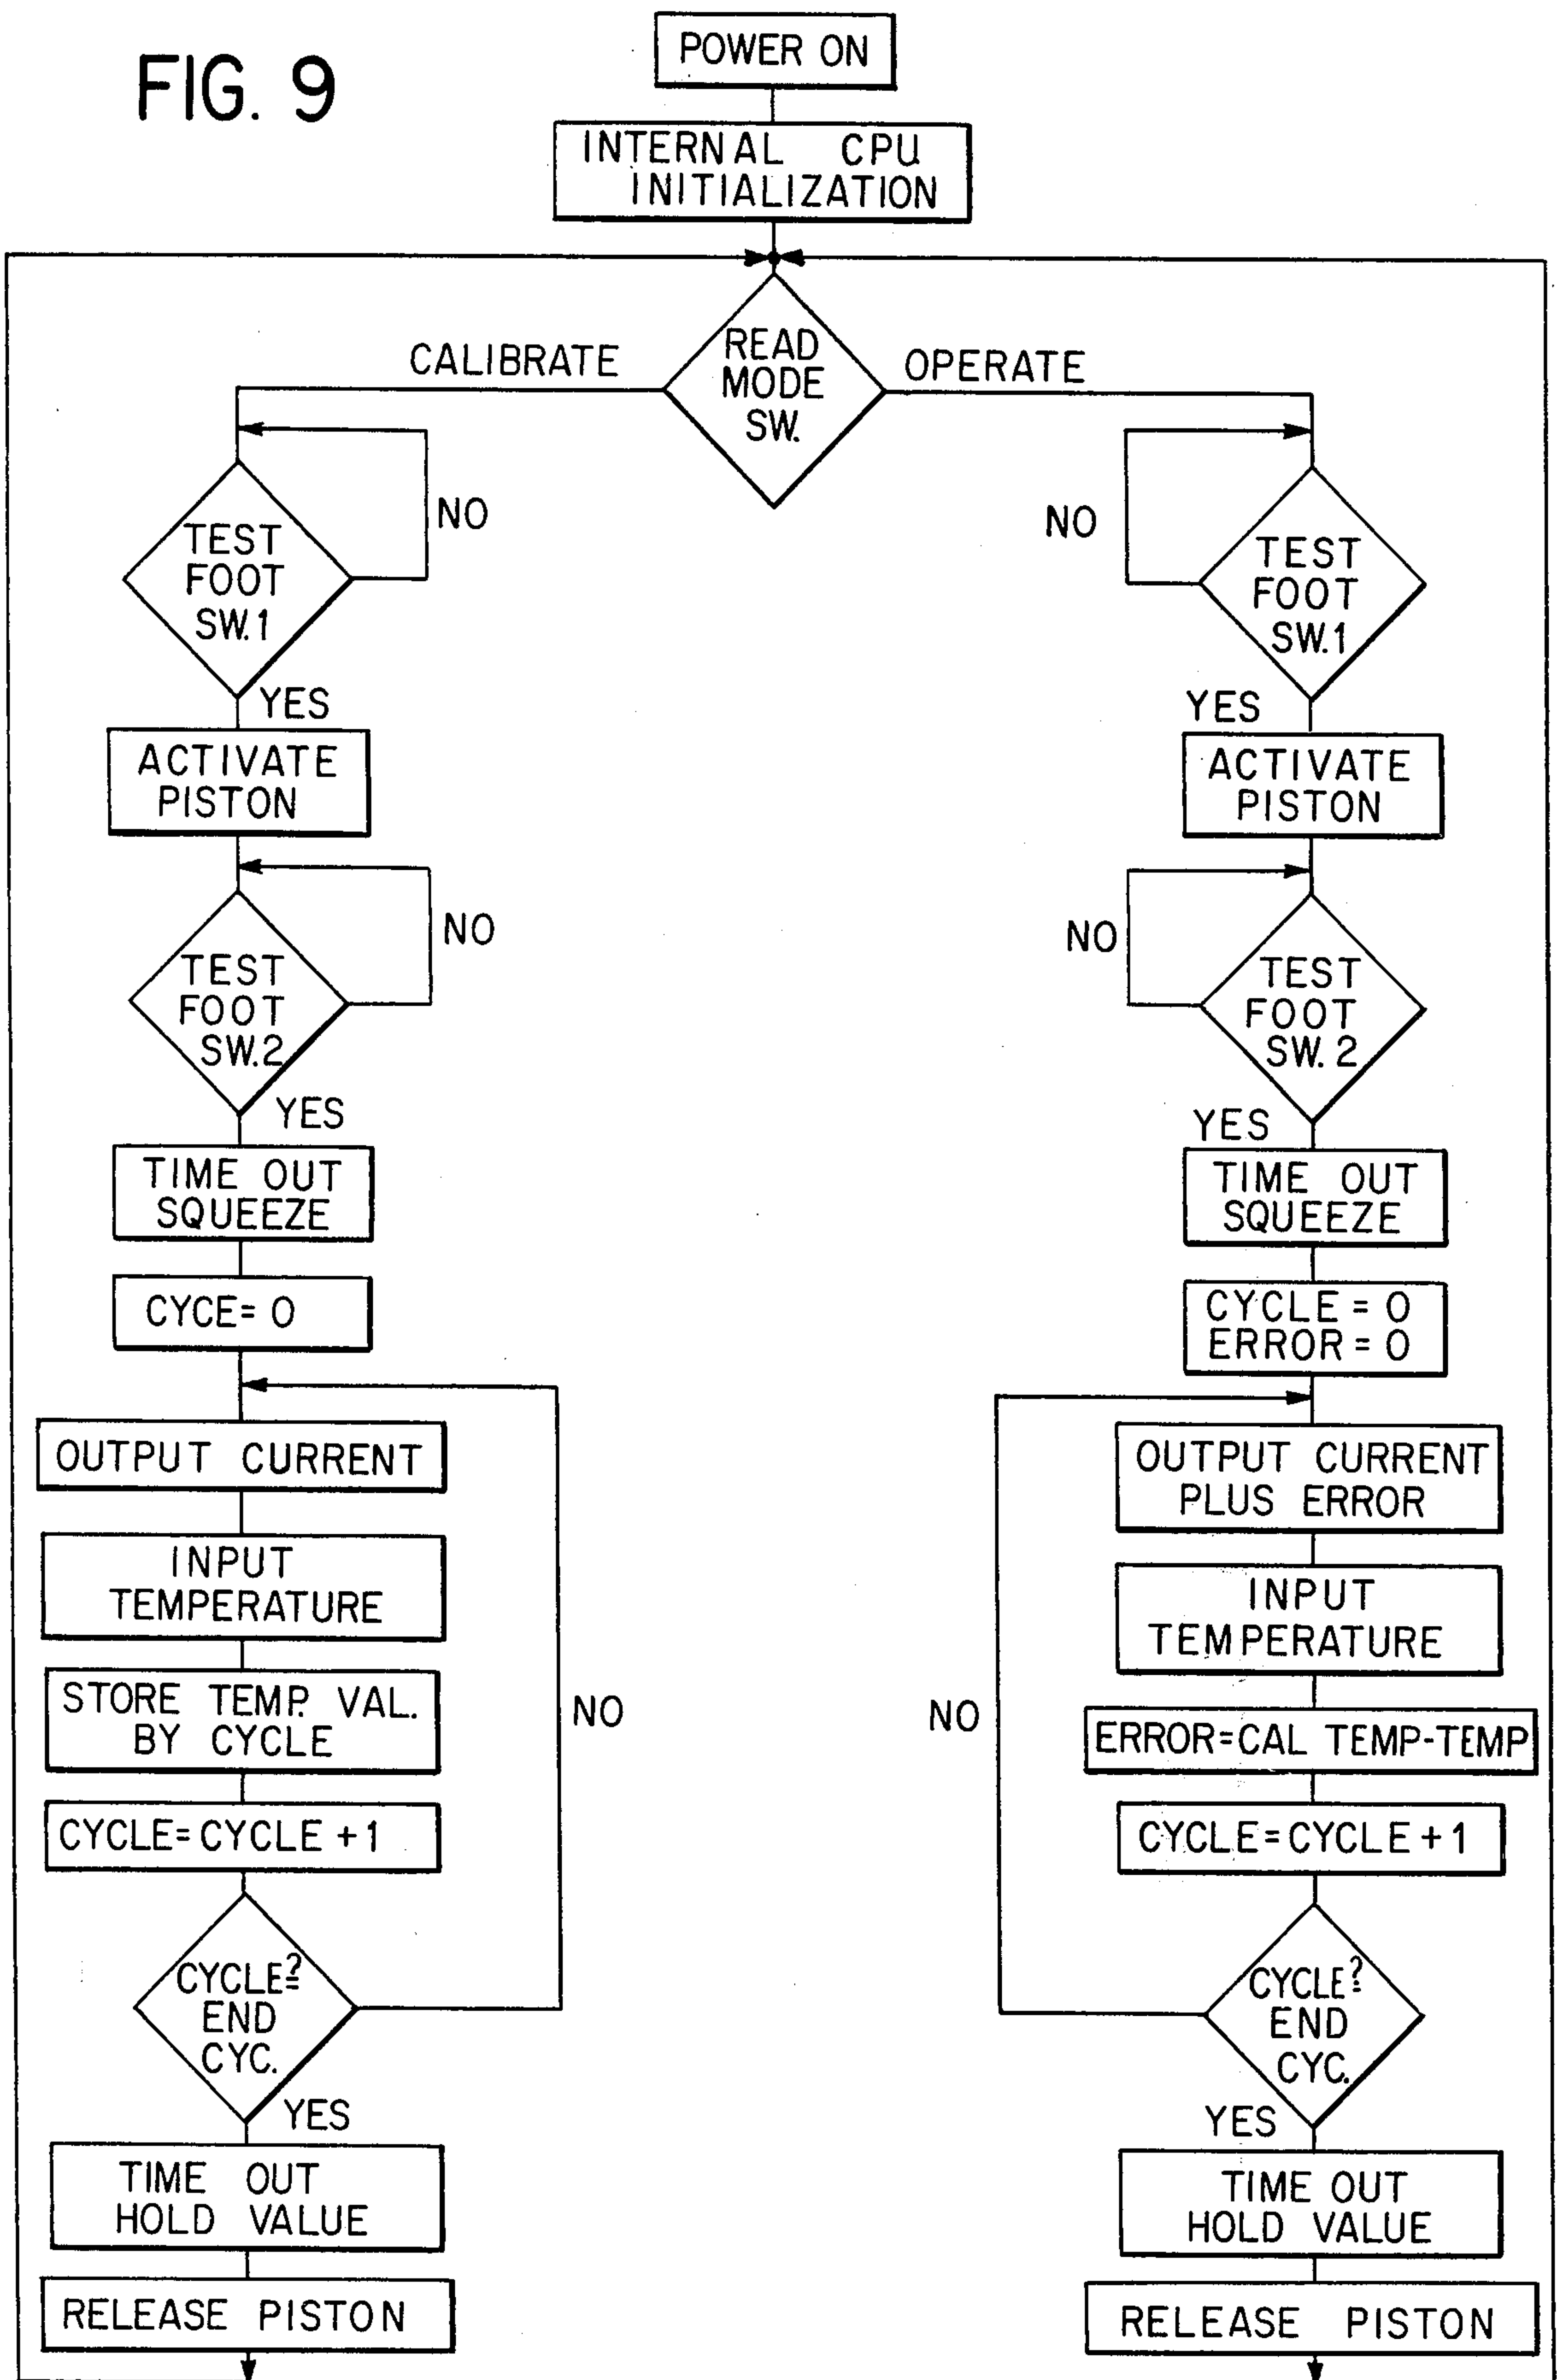 FIG. 9
POWER ON
INTERNAL CPU
INITIALIZATION
READ
MODE
SW.
CALIBRATE
OPERATE
TEST
FOOT
SW.1
NO
YES
ACTIVATE
PISTON
TEST
FOOT
SW.2
NO
YES
TIME OUT
SQUEEZE
CYCE= 0
OUTPUT CURRENT
INPUT
TEMPERATURE
STORE TEMP. VAL.
BY CYCLE
CYCLE=CYCLE +1
CYCLE?=
END
CYC.
NO
YES
TIME OUT
HOLD VALUE
RELEASE PISTON
TEST
FOOT
SW.1
NO
YES
ACTIVATE
PISTON
TEST
FOOT
SW. 2
NO
YES
TIME OUT
SQUEEZE
CYCLE = 0
ERROR = 0
OUTPUT CURRENT
PLUS ERROR
INPUT
TEMPERATURE
ERROR=CAL TEMP-TEMP
CYCLE=CYCLE +1
CYCLE?=
END
CYC.
NO
YES
TIME OUT
HOLD VALUE
RELEASE PISTON